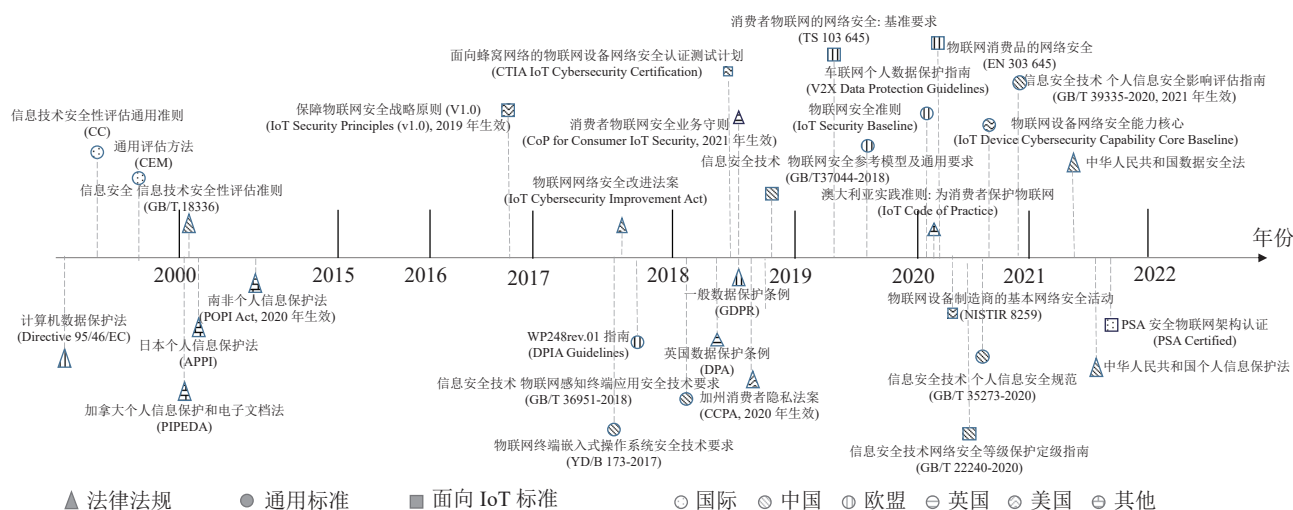 消费者物联网的网络安全: 基准要求
(TS 103 645)
物联网消费品的网络安全
(EN 303 645)
面向蜂窝网络的物联网设备网络安全认证测试计划
(CTIA IoT Cybersecurity Certification)
车联网个人数据保护指南
(V2X Data Protection Guidelines)
信息安全技术 个人信息安全影响评估指南
(GB/T 39335-2020, 2021 年生效)
保障物联网安全战略原则 (V1.0)
(IoT Security Principles (v1.0), 2019 年生效)
信息技术安全性评估通用准则
(CC)
消费者物联网安全业务守则
(CoP for Consumer IoT Security, 2021 年生效)
物联网安全准则
(IoT Security Baseline)
物联网设备网络安全能力核心
(IoT Device Cybersecurity Capability Core Baseline)
通用评估方法
(CEM)
信息安全技术 物联网安全参考模型及通用要求
(GB/T37044-2018)
中华人民共和国数据安全法
信息安全 信息技术安全性评估准则
(GB/T 18336)
物联网网络安全改进法案
(IoT Cybersecurity Improvement Act)
澳大利亚实践准则: 为消费者保护物联网
(IoT Code of Practice)
年份
2000
2015
2016
2017
2018
2019
2020
2021
2022
南非个人信息保护法
(POPI Act, 2020 年生效)
一般数据保护条例
(GDPR)
物联网设备制造商的基本网络安全活动
(NISTIR 8259)
计算机数据保护法
(Directive 95/46/EC)
PSA 安全物联网架构认证
(PSA Certified)
日本个人信息保护法
(APPI)
WP248rev.01 指南
(DPIA Guidelines)
英国数据保护条例
(DPA)
中华人民共和国个人信息保护法
信息安全技术 物联网感知终端应用安全技术要求
(GB/T 36951-2018)
加州消费者隐私法案
(CCPA, 2020 年生效)
信息安全技术 个人信息安全规范
(GB/T 35273-2020)
加拿大个人信息保护和电子文档法
(PIPEDA)
物联网终端嵌入式操作系统安全技术要求
(YD/B 173-2017)
信息安全技术网络安全等级保护定级指南
(GB/T 22240-2020)
法律法规 通用标准 面向 IoT 标准 国际 中国 欧盟 英国 美国 其他